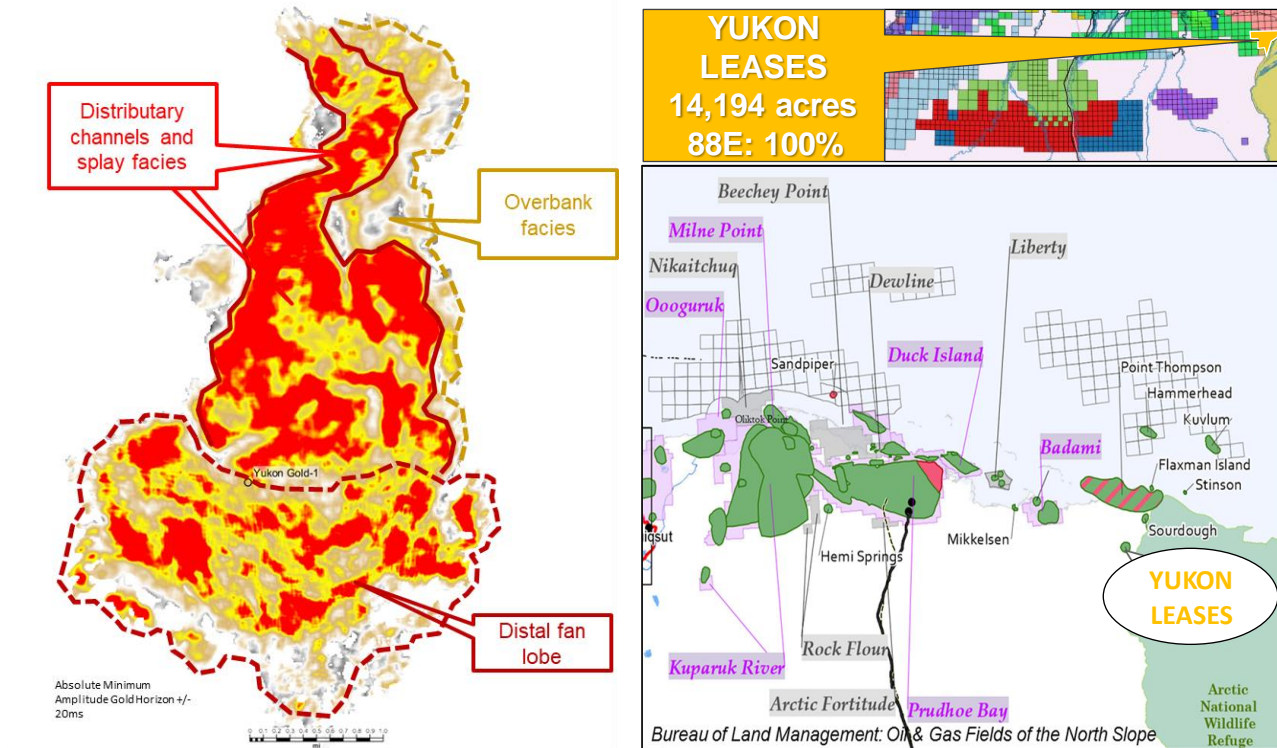 Distributary
channels and
splay facies
Overbank
facies
Yukon Gold-1
Distal fan
lobe
Absolute Minimum
Amplitude Gold Horizon +/-
20ms
mi
YUKON
LEASES
14,194 acres
88E: 100%
Beechey Point
Milne Point
Nikaitchuq
Oooguruk
Dewline
Liberty
Sandpiper
Duck Island
Point Thompson
Hammerhead
Kuvlum
Oliktok Point
Badami
Flaxman Island
Stinson
Sourdough
Mikkelsen
Hemi Springs
iqsut
YUKON
LEASES
Rock Flour
Kuparuk River
Arctic Fortitude
Prudhoe Bay
Arctic
National
Wildlife
Refuge
Bureau of Land Management: Oil & Gas Fields of the North Slope